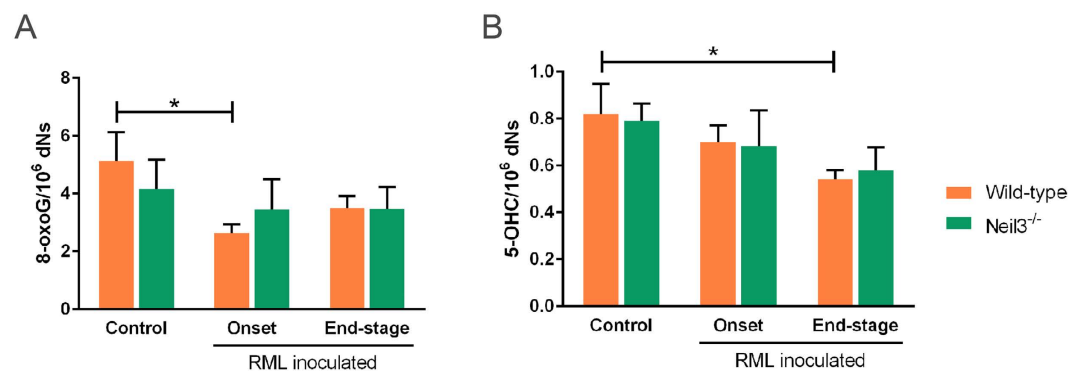 A
8-oxoG/10⁶ dNs
8
6
4
2
0
*
Control
Onset
End-stage
RML inoculated
B
5-OHC/10⁶ dNs
1.0
0.8
0.6
0.4
0.2
0.0
*
Control
Onset
End-stage
RML inoculated
Wild-type
Neil3⁻/⁻